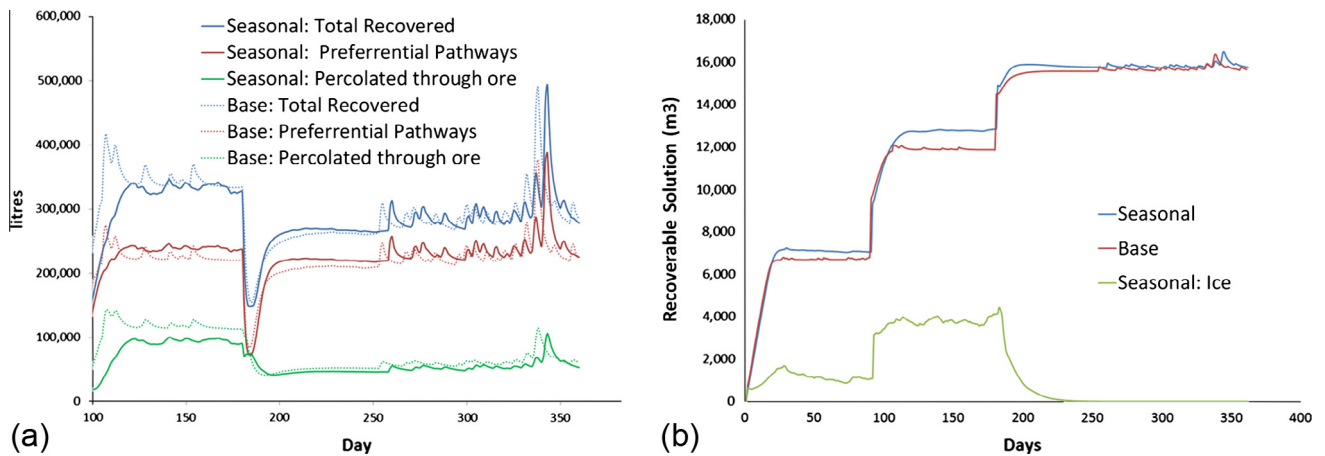 600,000
500,000
400,000
300,000
200,000
100,000
0
litres
Seasonal: Total Recovered
Seasonal: Preferrential Pathways
Seasonal: Percolated through ore
Base: Total Recovered
Base: Preferrential Pathways
Base: Percolated through ore
100 150 200 250 300 350
Day
(a)
18,000
16,000
14,000
12,000
10,000
8,000
6,000
4,000
2,000
0
Recoverable Solution (m3)
Seasonal
Base
Seasonal: Ice
0 50 100 150 200 250 300 350 400
Days
(b)